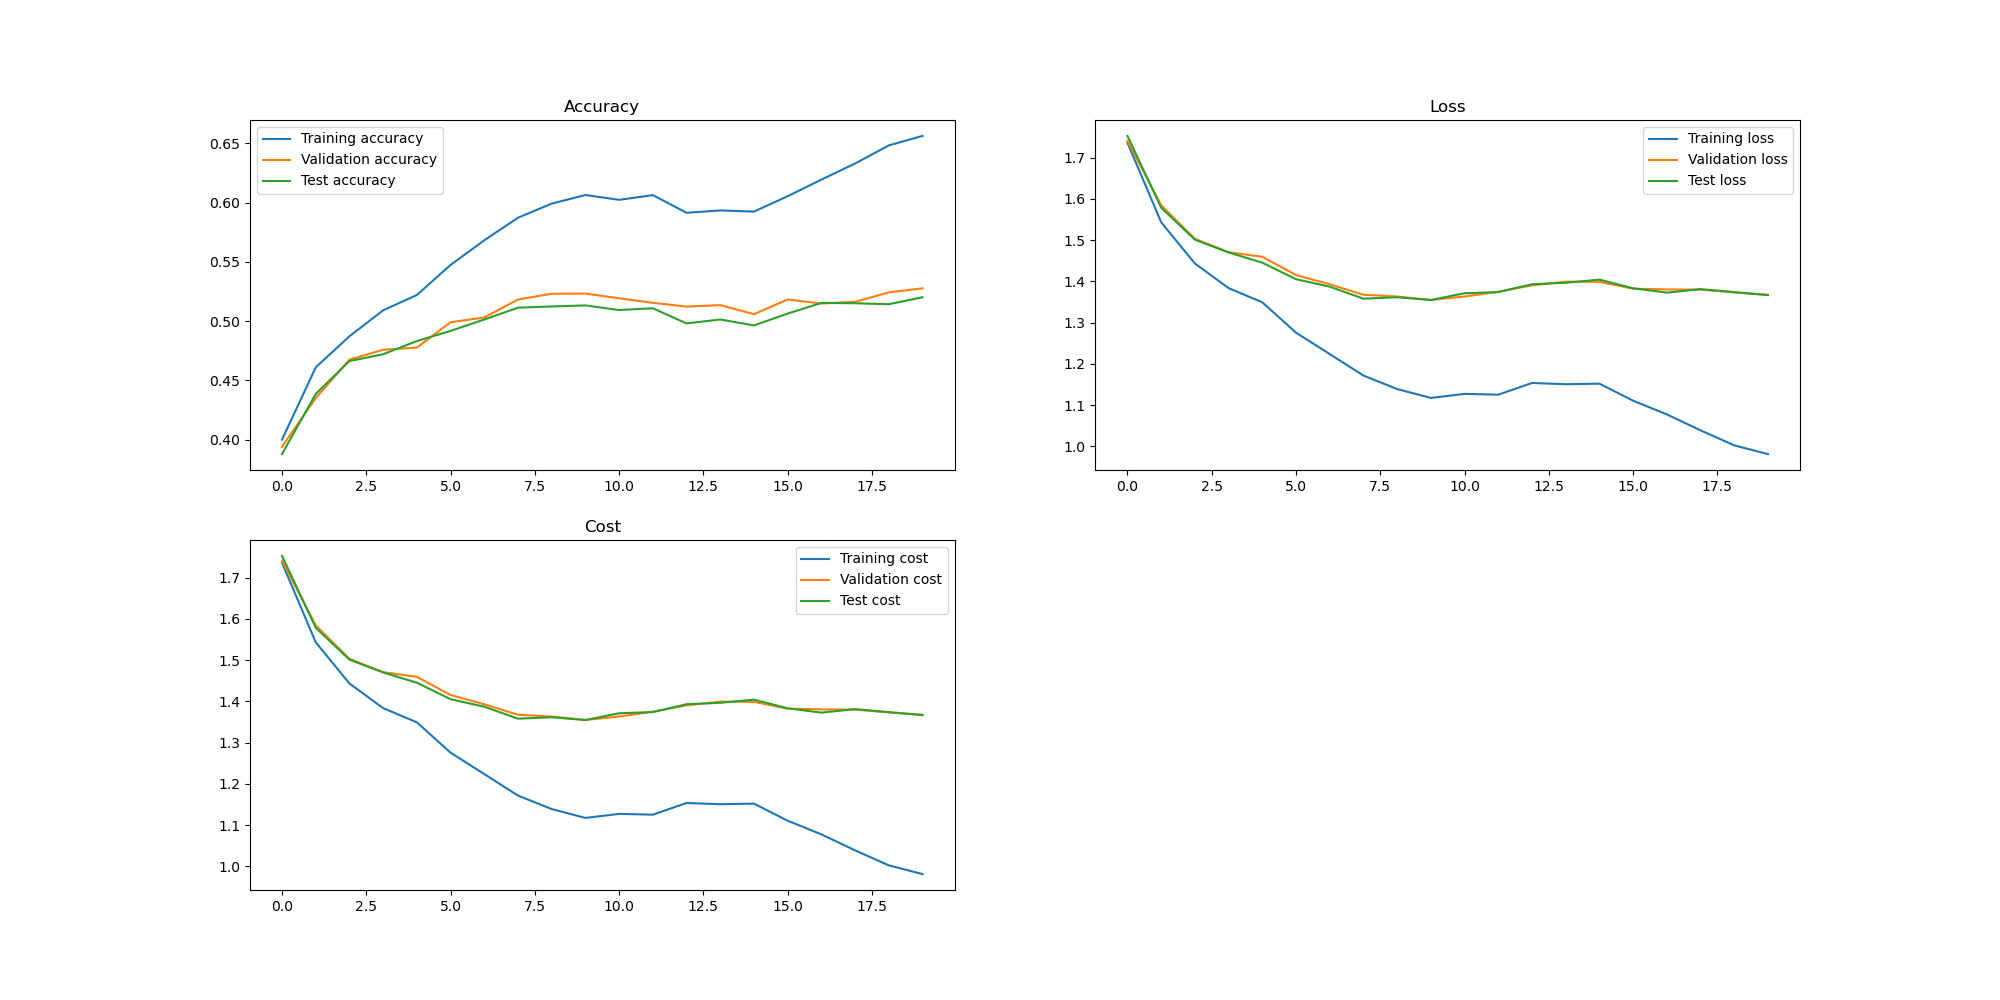 Accuracy
Training accuracy
Validation accuracy
Test accuracy
0.65
0.60
0.55
0.50
0.45
0.40
0.0 2.5 5.0 7.5 10.0 12.5 15.0 17.5
Loss
Training loss
Validation loss
Test loss
1.7
1.6
1.5
1.4
1.3
1.2
1.1
1.0
0.0 2.5 5.0 7.5 10.0 12.5 15.0 17.5
Cost
Training cost
Validation cost
Test cost
1.7
1.6
1.5
1.4
1.3
1.2
1.1
1.0
0.0 2.5 5.0 7.5 10.0 12.5 15.0 17.5